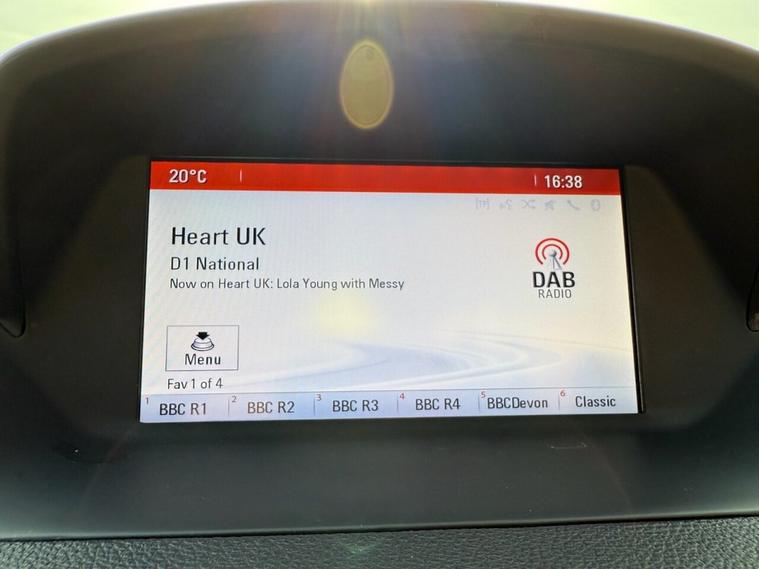 20°C 16:38
Heart UK
D1 National
Now on Heart UK: Lola Young with Messy
DAB
RADIO
Menu
Fav 1 of 4
1 BBC R1 2 BBC R2 3 BBC R3 4 BBC R4 5 BBCDevon 6 Classic